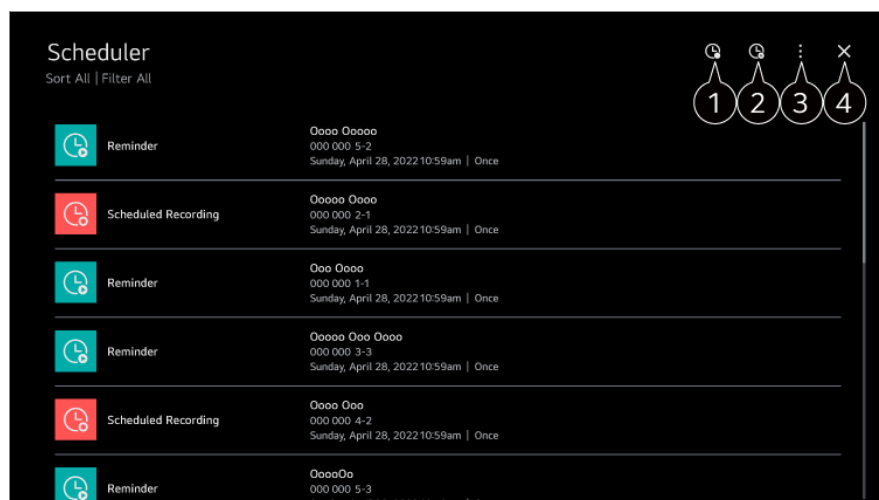 Scheduler
Sort All | Filter All
1 2 3 4
Reminder
Oooo Ooooo
000 000 5-2
Sunday, April 28, 2022 10:59am | Once
Scheduled Recording
Ooooo Oooo
000 000 2-1
Sunday, April 28, 2022 10:59am | Once
Reminder
Ooo Oooo
000 000 1-1
Sunday, April 28, 2022 10:59am | Once
Reminder
Ooooo Ooo Oooo
000 000 3-3
Sunday, April 28, 2022 10:59am | Once
Scheduled Recording
Oooo Ooo
000 000 4-2
Sunday, April 28, 2022 10:59am | Once
Reminder
OoooOo
000 000 5-3